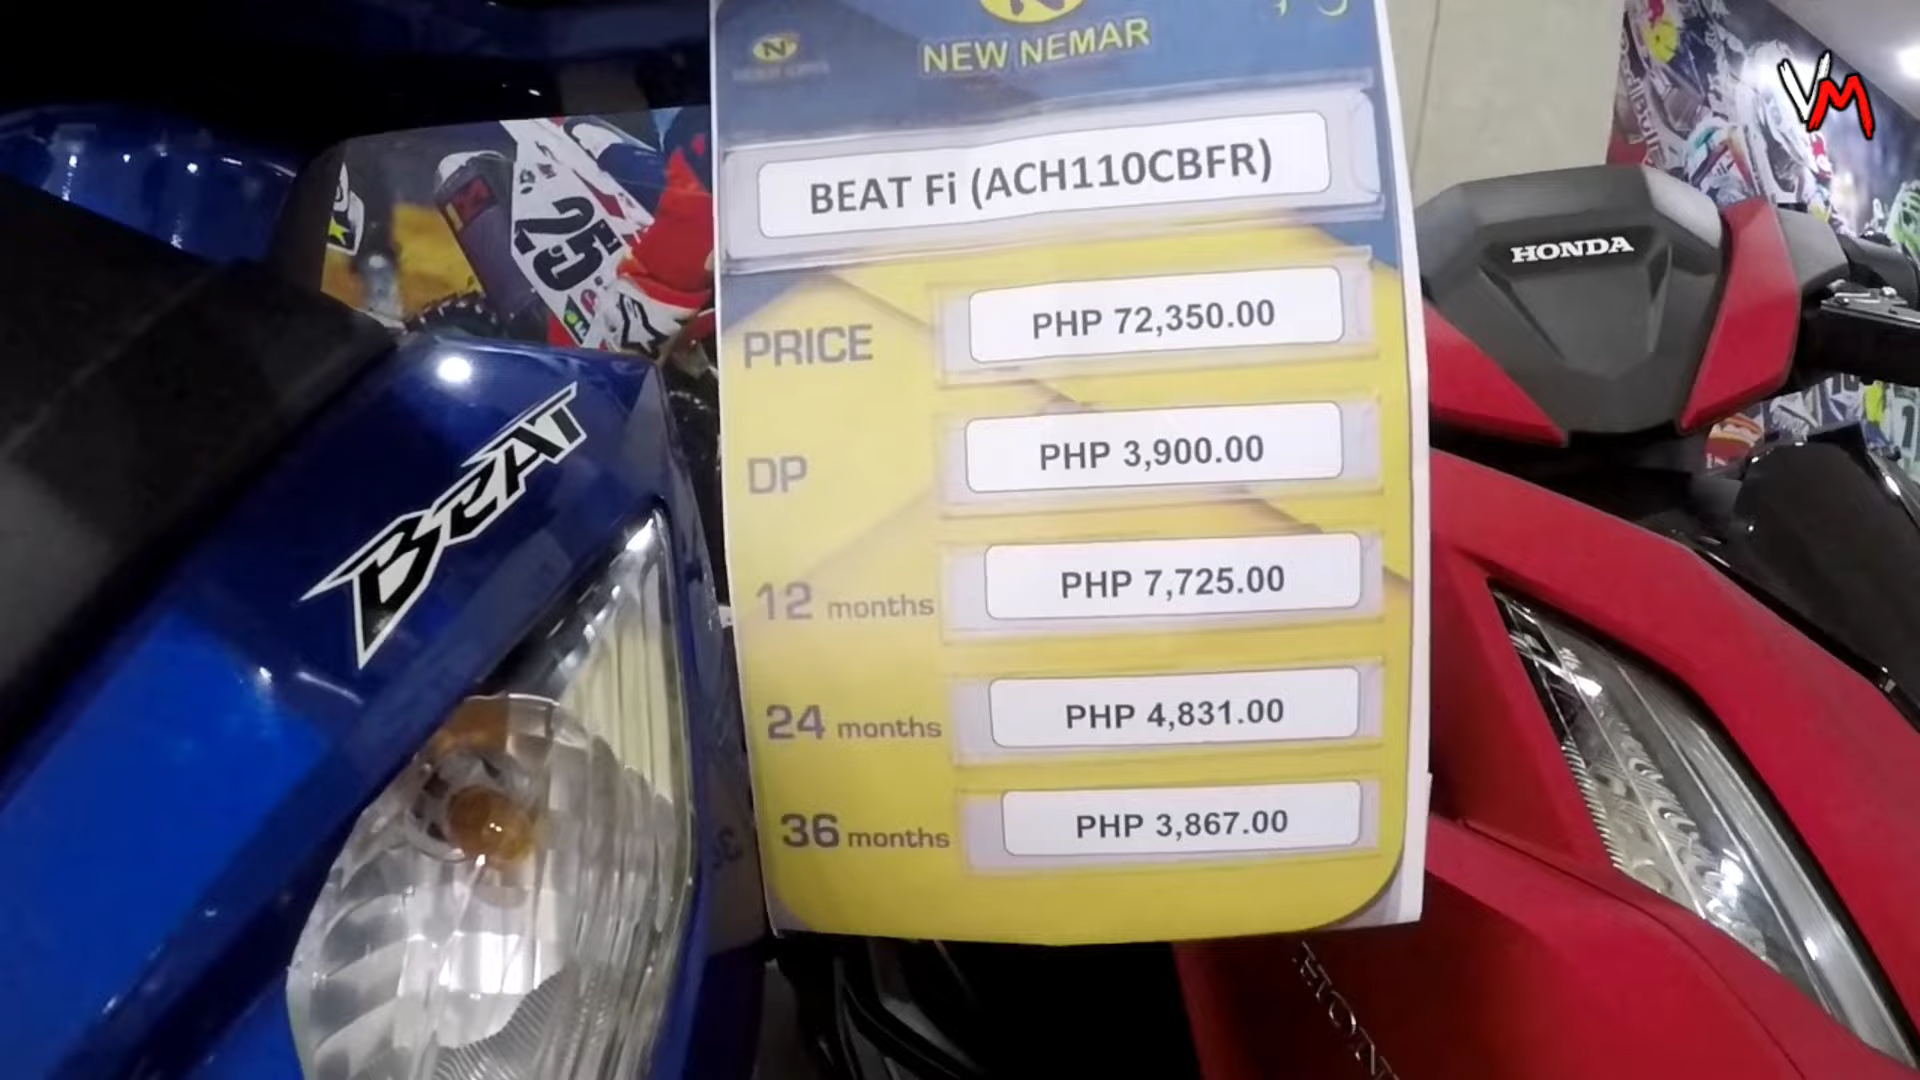 NEW NEMAR
VM
BEAT Fi (ACH110CBFR)
HONDA
25
PRICE PHP 72,350.00
BEAT
DP PHP 3,900.00
12 months PHP 7,725.00
24 months PHP 4,831.00
36 months PHP 3,867.00
HON